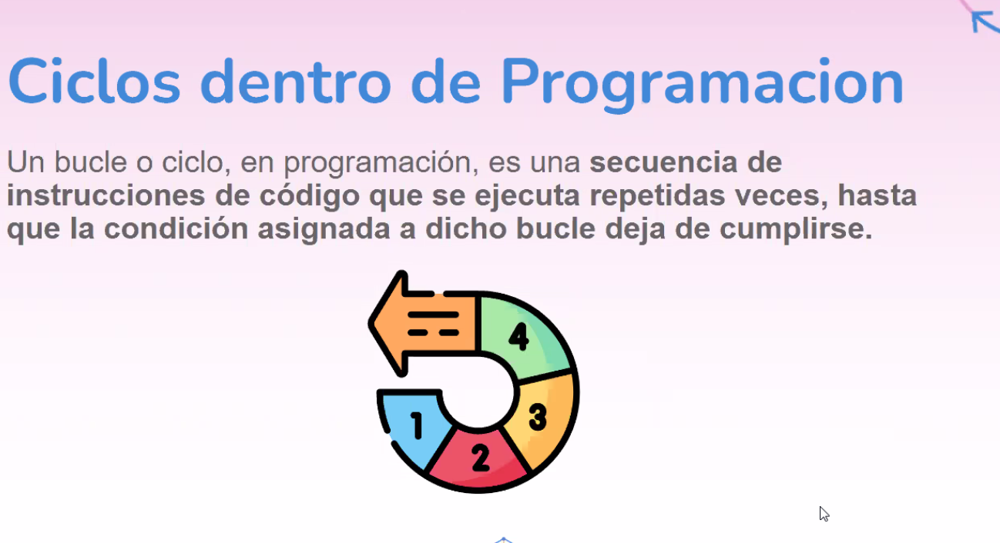 Ciclos dentro de Programacion
Un bucle o ciclo, en programación, es una secuencia de
instrucciones de código que se ejecuta repetidas veces, hasta
que la condición asignada a dicho bucle deja de cumplirse.
4
3
1
2